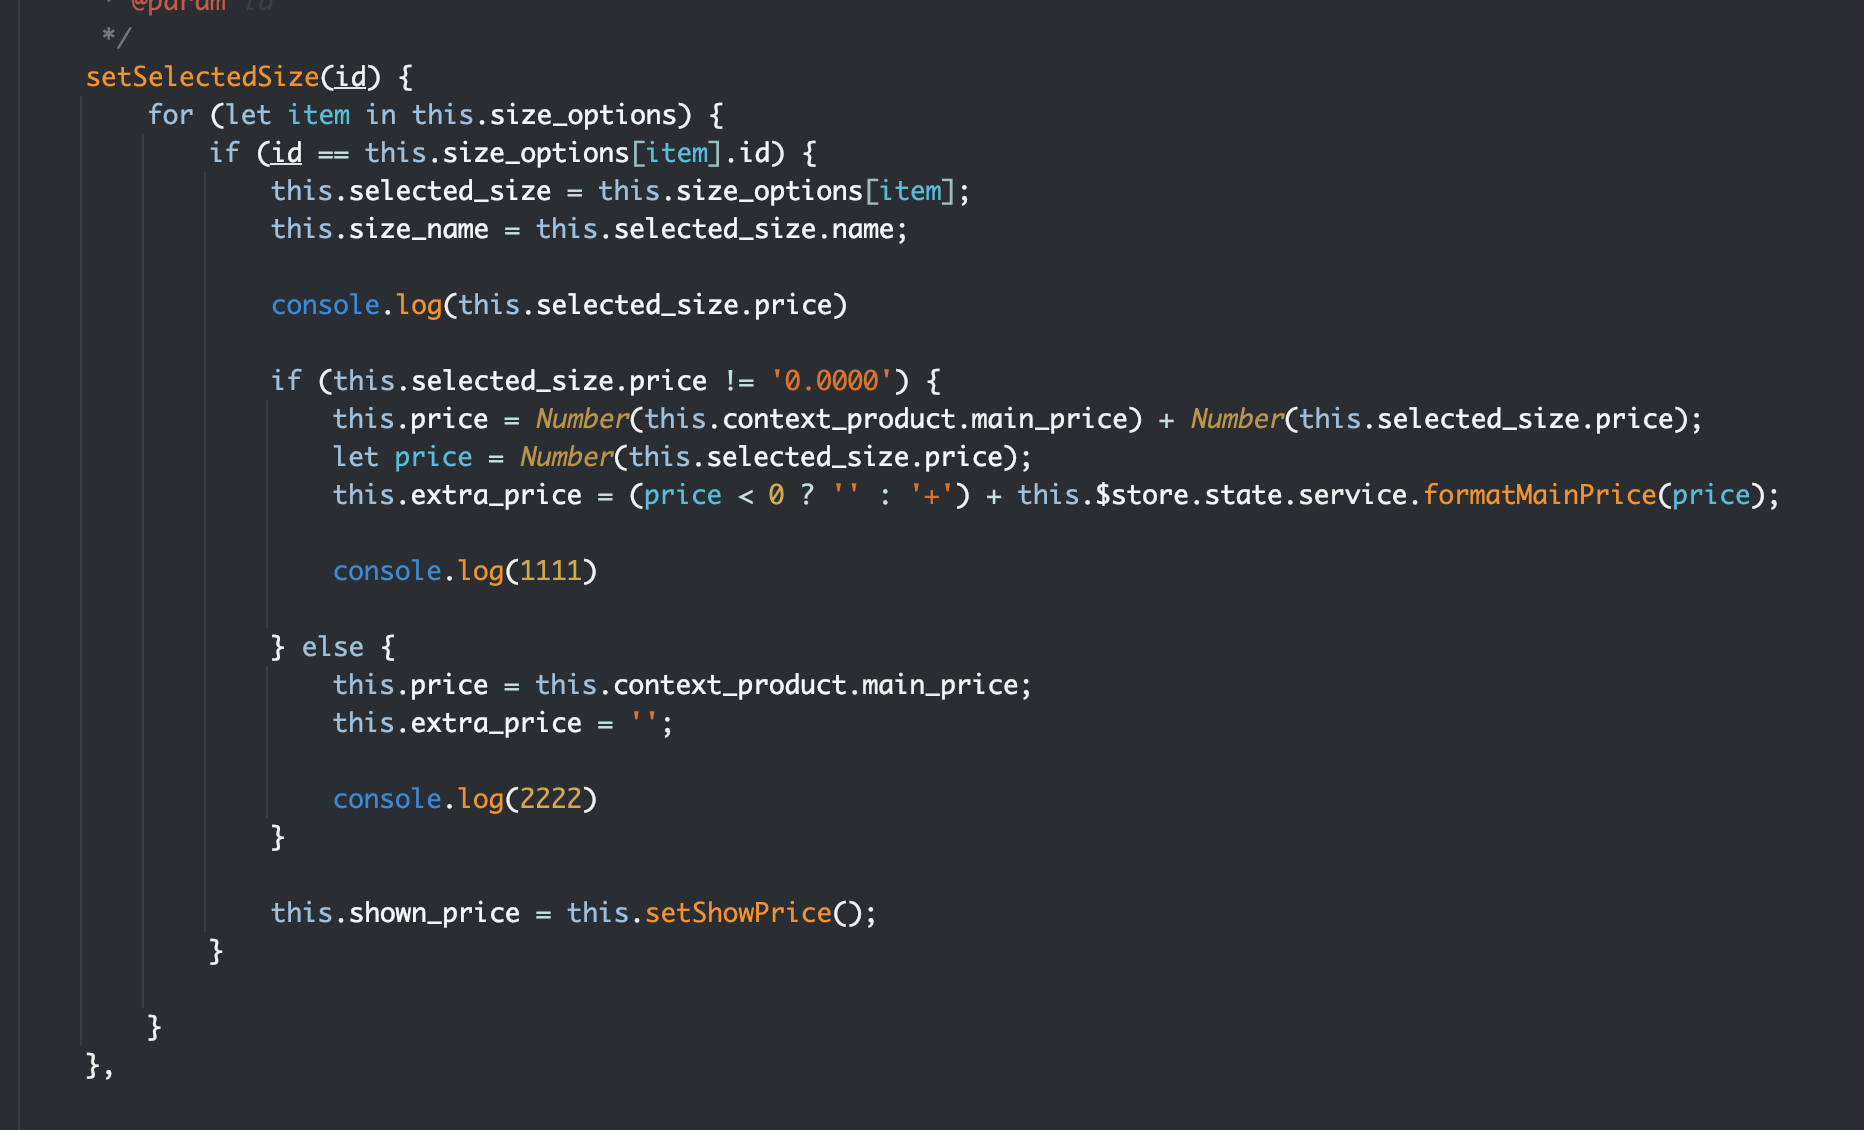 * @param id
*/
setSelectedSize(id) {
for (let item in this.size_options) {
if (id == this.size_options[item].id) {
this.selected_size = this.size_options[item];
this.size_name = this.selected_size.name;
console.log(this.selected_size.price)
if (this.selected_size.price != '0.0000') {
this.price = Number(this.context_product.main_price) + Number(this.selected_size.price);
let price = Number(this.selected_size.price);
this.extra_price = (price < 0 ? '' : '+') + this.$store.state.service.formatMainPrice(price);
console.log(1111)
} else {
this.price = this.context_product.main_price;
this.extra_price = '';
console.log(2222)
}
this.shown_price = this.setShowPrice();
}
}
},